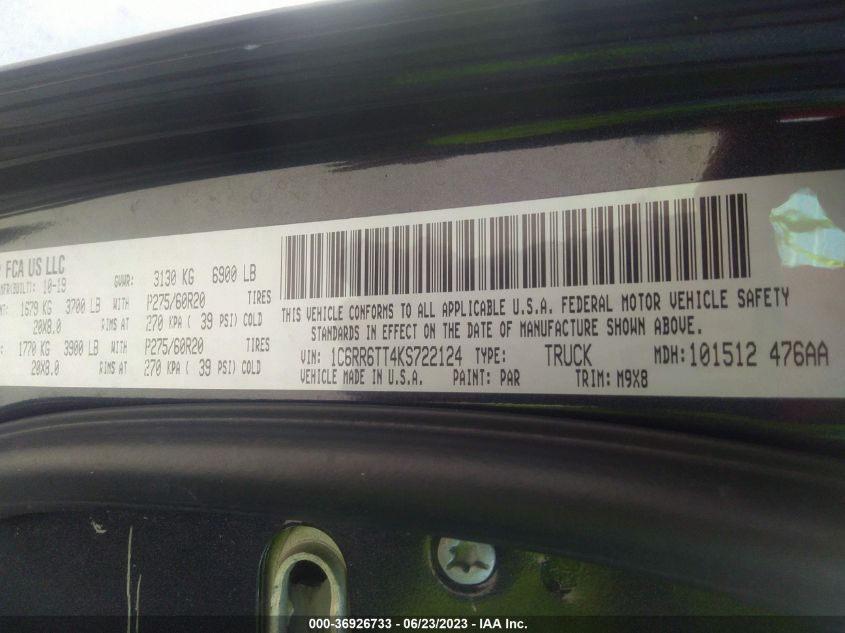 FCA US LLC
MFR(BUILT): 10-19 GVWR: 3130 KG 6900 LB
1679 KG 3700 LB WITH P275/60R20 TIRES
20X8.0 RIMS AT 270 KPA ( 39 PSI) COLD
1770 KG 3900 LB WITH P275/60R20 TIRES
20X8.0 RIMS AT 270 KPA ( 39 PSI) COLD
THIS VEHICLE CONFORMS TO ALL APPLICABLE U.S.A. FEDERAL MOTOR VEHICLE SAFETY
STANDARDS IN EFFECT ON THE DATE OF MANUFACTURE SHOWN ABOVE.
VIN: 1C6RR6TT4KS722124 TYPE: TRUCK MDH: 101512 476AA
VEHICLE MADE IN U.S.A. PAINT: PAR TRIM: M9X8
000-36926733 - 06/23/2023 - IAA Inc.